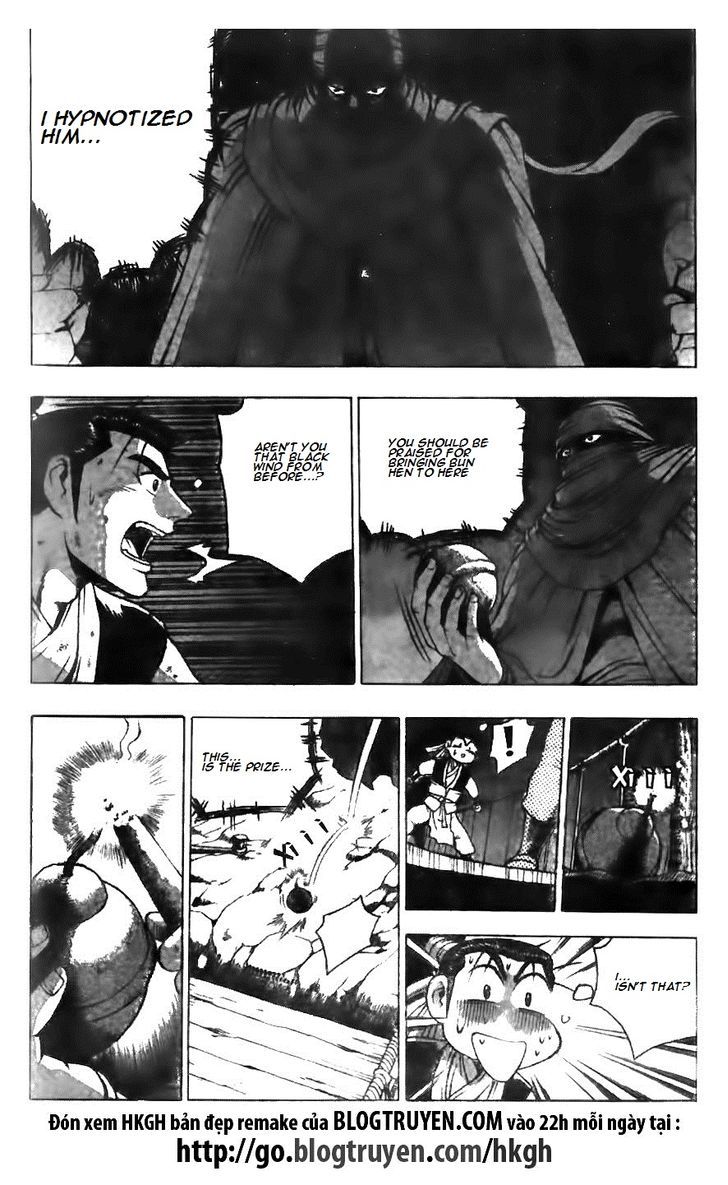 I HYPNOTIZED
HIM...
AREN'T YOU
THAT BLACK
WIND FROM
BEFORE...?
YOU SHOULD BE
PRAISED FOR
BRINGING BUN
HEN TO HERE
THIS...
IS THE PRIZE...
Xìiì
!
Xìiì
I...
ISN'T THAT?
Đón xem HKGH bản đẹp remake của BLOGTRUYEN.COM vào 22h mỗi ngày tại :
http://go.blogtruyen.com/hkgh